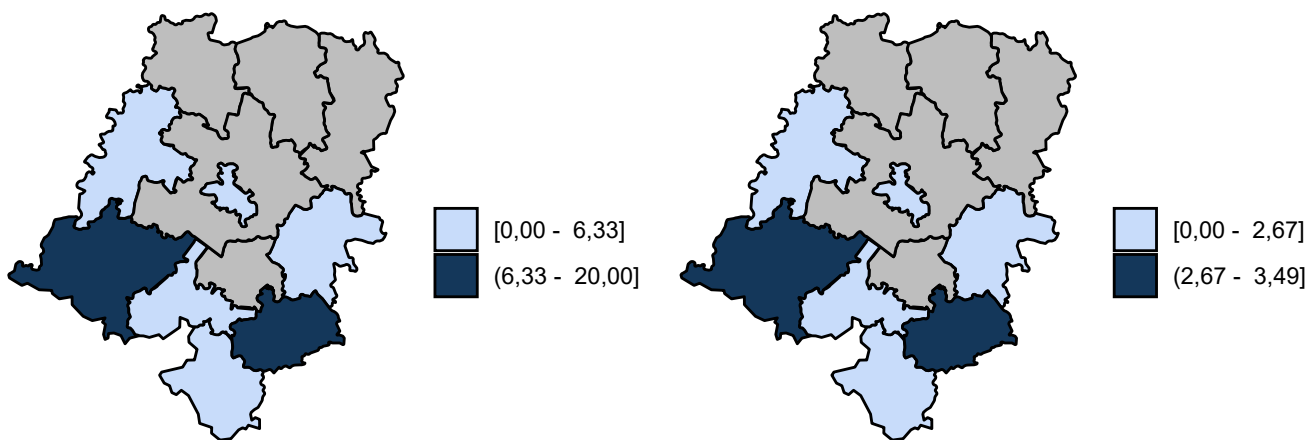 [0,00 - 6,33]
(6,33 - 20,00]
[0,00 - 2,67]
(2,67 - 3,49]